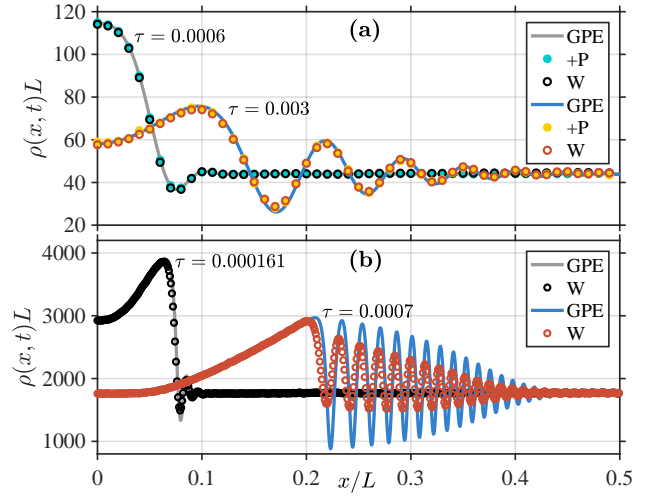 120
100
80
60
40
20
ρ(x, t)L
(a)
τ = 0.0006
τ = 0.003
GPE
+P
W
GPE
+P
W
4000
3000
2000
1000
ρ(x, t)L
(b)
τ = 0.000161
τ = 0.0007
GPE
W
GPE
W
0
0.1
0.2
0.3
0.4
0.5
x/L